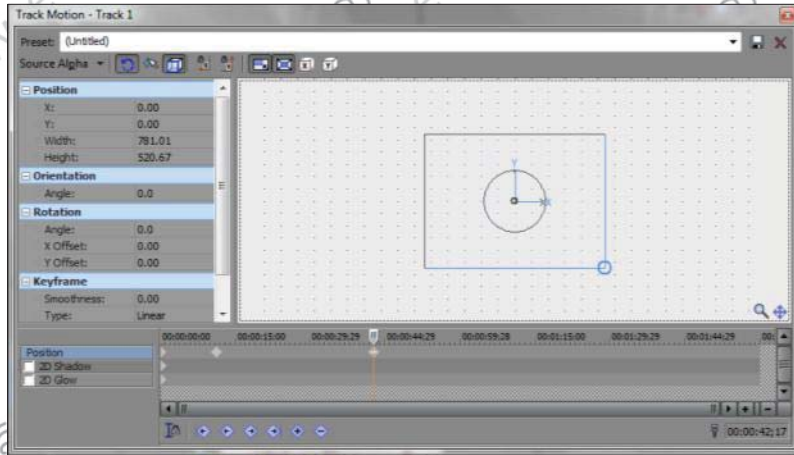 Track Motion - Track 1
Preset: (Untitled)
Source Alpha
Position
X: 0.00
Y: 0.00
Width: 781.01
Height: 520.67
Orientation
Angle: 0.0
Rotation
Angle: 0.0
X Offset: 0.00
Y Offset: 0.00
Keyframe
Smoothness: 0.00
Type: Linear
Y
X
00:00:00:00 00:00:15:00 00:00:29;29 00:00:44;29 00:00:59;28 00:01:15:00 00:01:29;29 00:01:44;29 00:
Position
2D Shadow
2D Glow
00:00:42;17